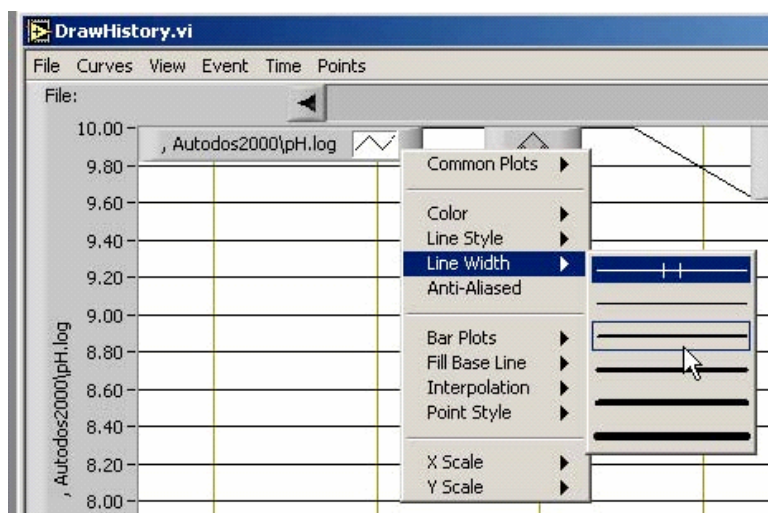 DrawHistory.vi
File Curves View Event Time Points
File:
10.00
, Autodos2000\pH.log
9.80
9.60
9.40
9.20
9.00
8.80
8.60
8.40
8.20
8.00
, Autodos2000\pH.log
Common Plots
Color
Line Style
Line Width
Anti-Aliased
Bar Plots
Fill Base Line
Interpolation
Point Style
X Scale
Y Scale